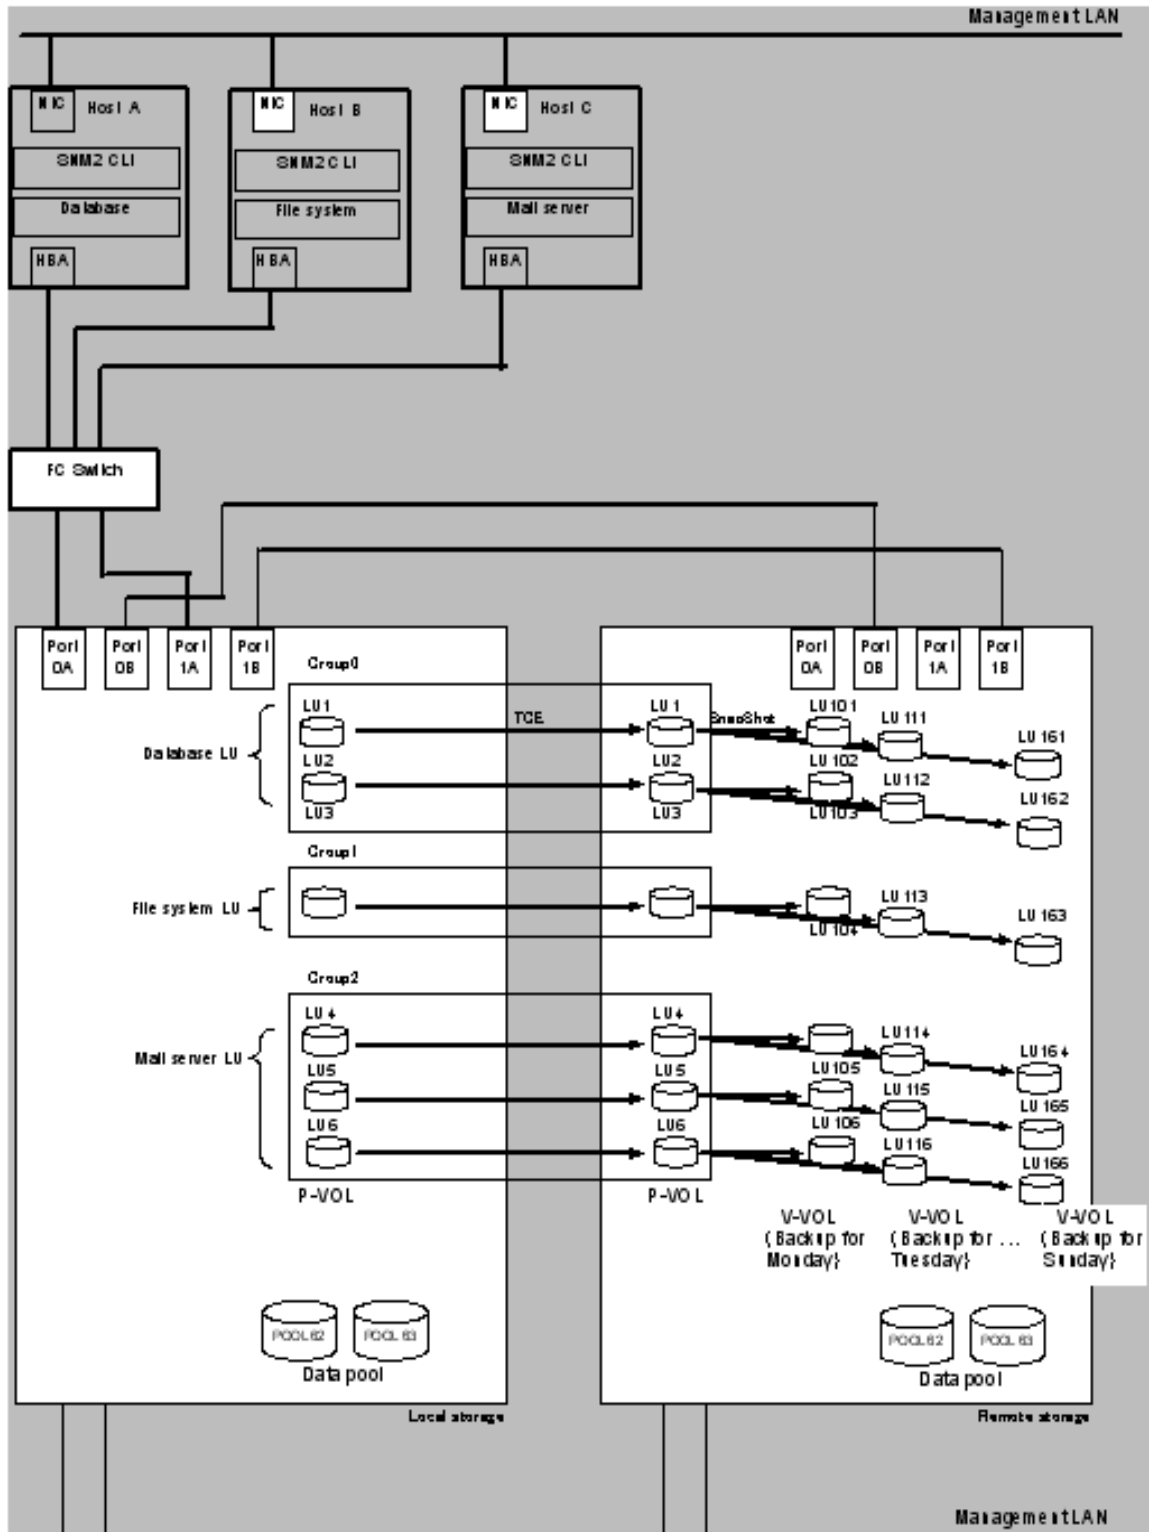 Management LAN
NIC Host A
NIC Host B
NIC Host C
SNM2 CLI
SNM2 CLI
SNM2 CLI
Database
File system
Mail server
HBA
HBA
HBA
FC Switch
Port 0A
Port 0B
Port 1A
Port 1B
Port 0A
Port 0B
Port 1A
Port 1B
Group0
LU1
TCE
LU1
SnapShot
LU101
LU111
LU161
Database LU
LU2
LU2
LU102
LU112
LU162
LU3
LU3
LU103
Group1
File system LU
LU113
LU163
LU104
Group2
LU4
LU4
LU114
LU164
Mail server LU
LU5
LU5
LU105
LU115
LU165
LU6
LU6
LU106
LU116
LU166
P-VOL
P-VOL
V-VOL
(Backup for
Monday)
V-VOL
(Backup for ...
Tuesday)
V-VOL
(Backup for
Sunday)
POOL62
POOL63
Data pool
POOL62
POOL63
Data pool
Local storage
Remote storage
Management LAN